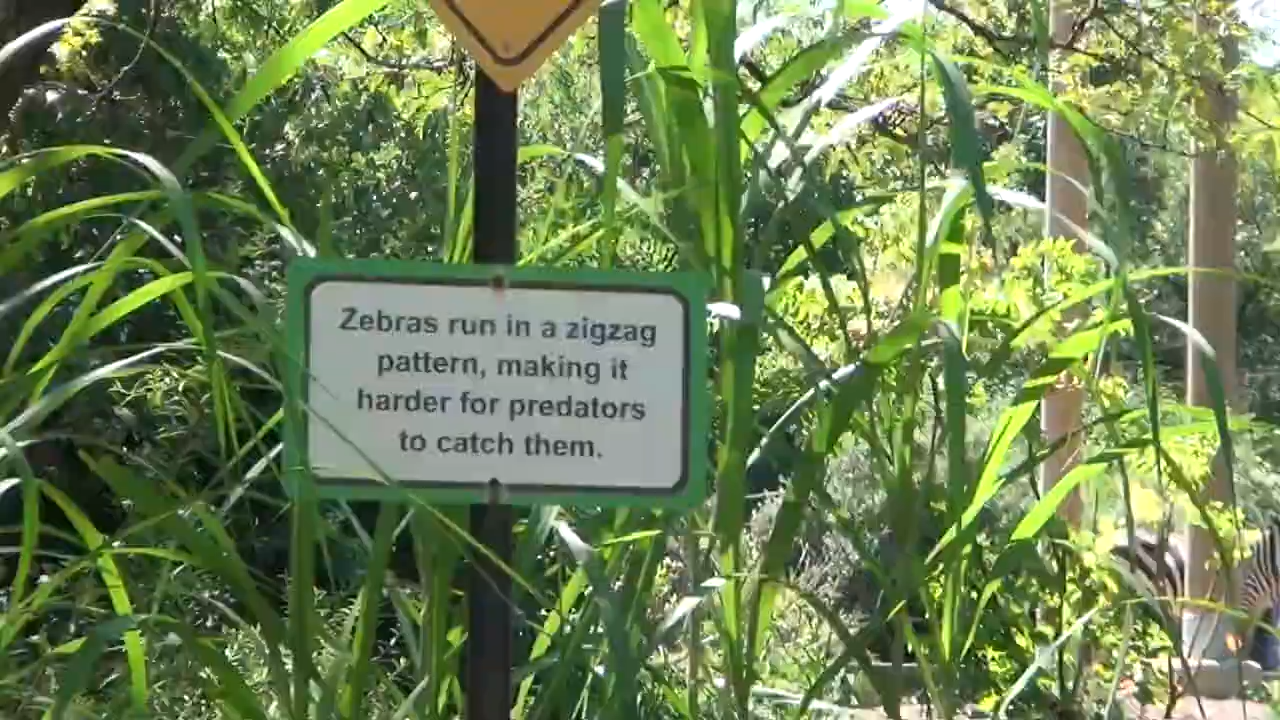 Zebras run in a zigzag
pattern, making it
harder for predators
to catch them.